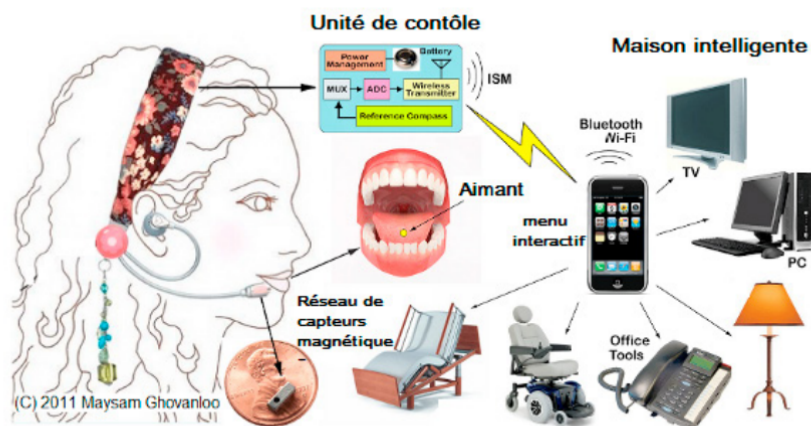 Unité de contôle
Power
Management
Battery
MUX
ADC
Wireless
Transmitter
Reference Compass
ISM
Maison intelligente
Bluetooth
Wi-Fi
TV
Aimant
menu
interactif
PC
Réseau de
capteurs
magnétique
Office
Tools
(C) 2011 Maysam Ghovanloo